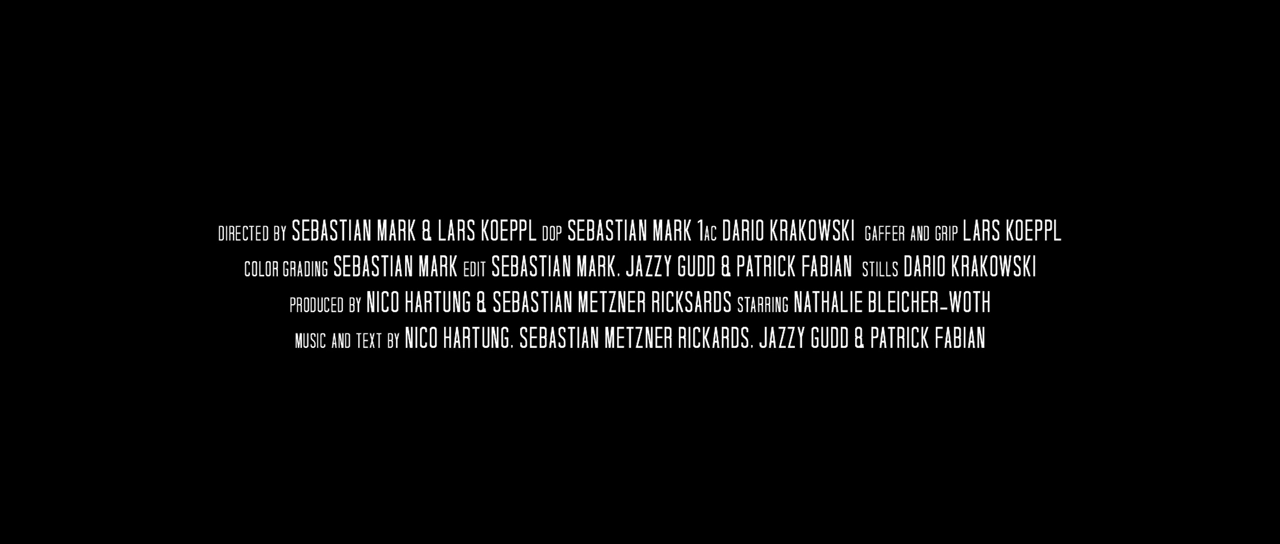 DIRECTED BY SEBASTIAN MARK & LARS KOEPPL DOP SEBASTIAN MARK 1AC DARIO KRAKOWSKI GAFFER AND GRIP LARS KOEPPL
COLOR GRADING SEBASTIAN MARK EDIT SEBASTIAN MARK, JAZZY GUDD & PATRICK FABIAN STILLS DARIO KRAKOWSKI
PRODUCED BY NICO HARTUNG & SEBASTIAN METZNER RICKSARDS STARRING NATHALIE BLEICHER-WOTH
MUSIC AND TEXT BY NICO HARTUNG, SEBASTIAN METZNER RICKARDS, JAZZY GUDD & PATRICK FABIAN